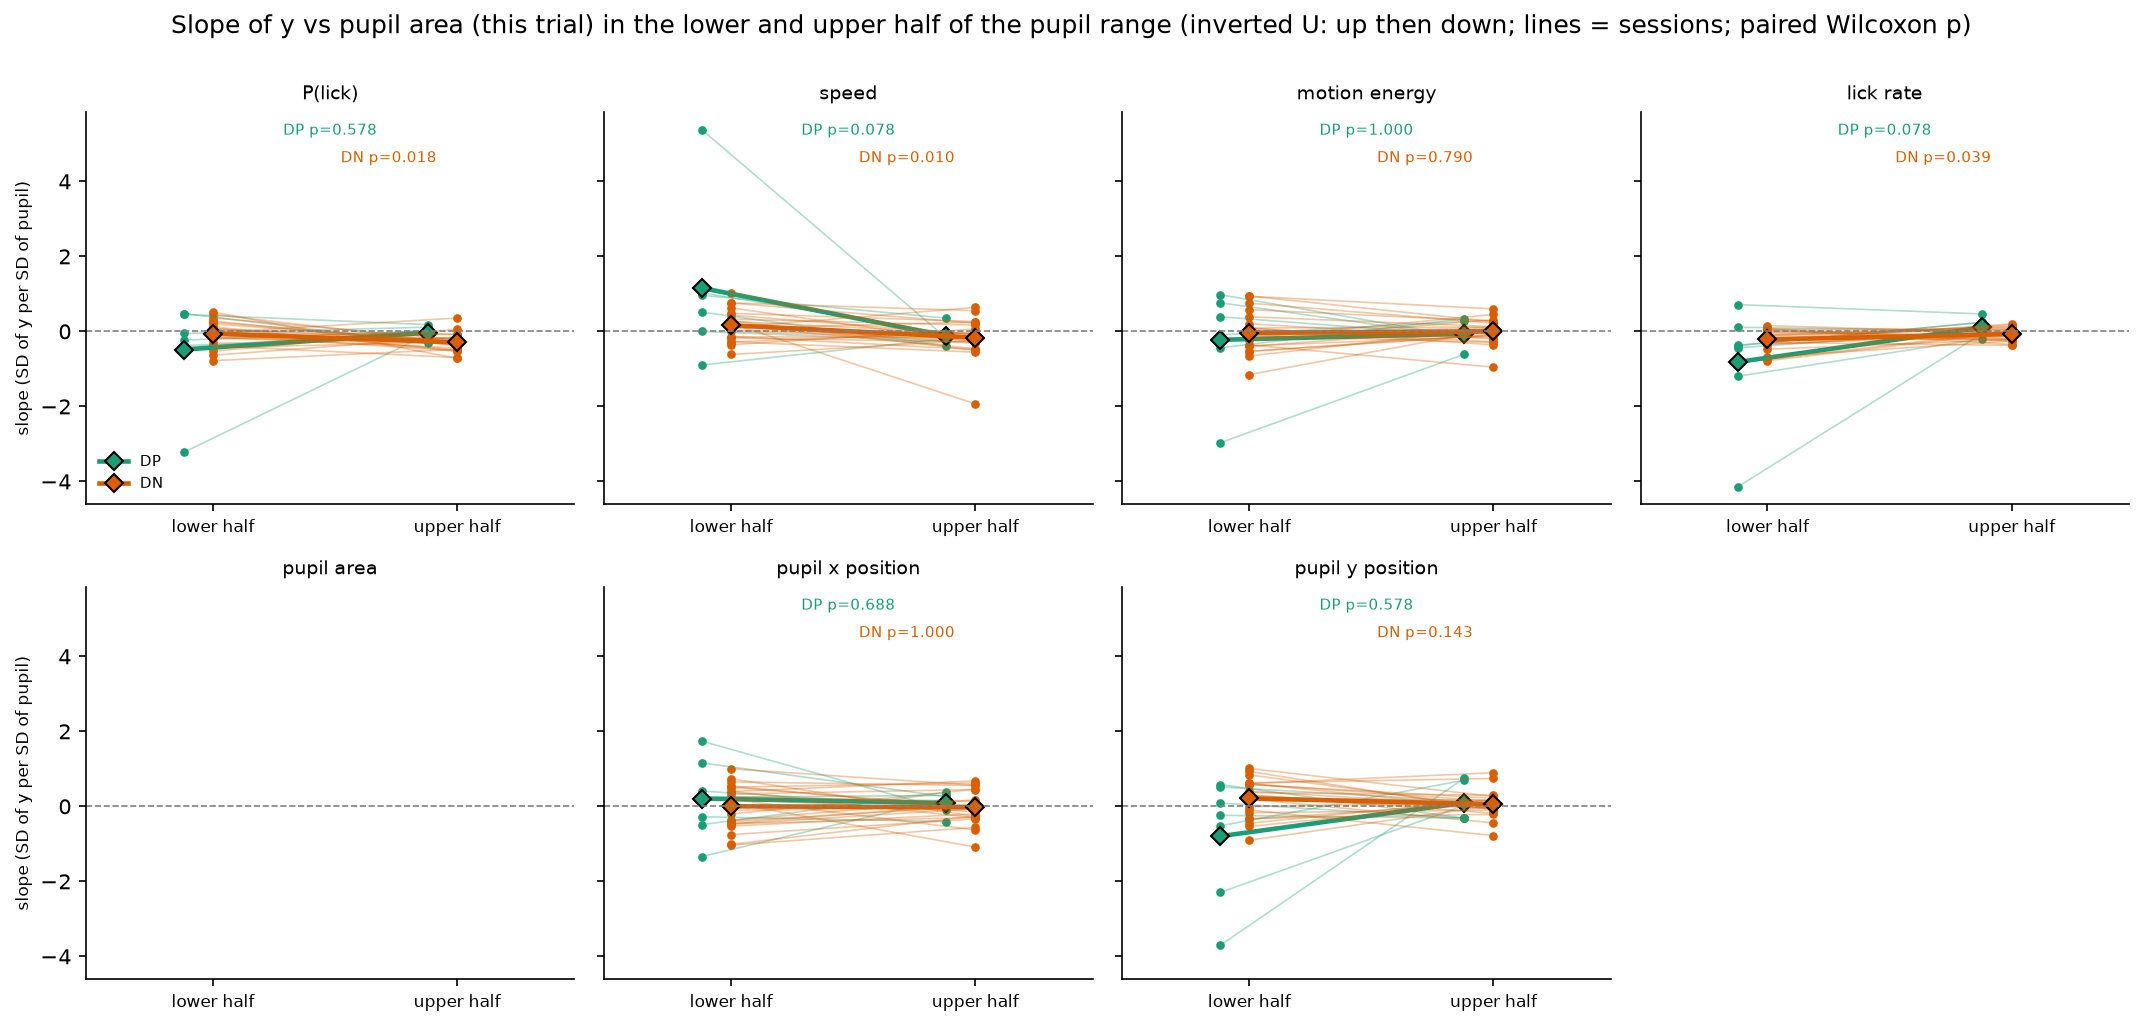 Slope of y vs pupil area (this trial) in the lower and upper half of the pupil range (inverted U: up then down; lines = sessions; paired Wilcoxon p)
P(lick)
speed
motion energy
lick rate
DP p=0.578
DN p=0.018
DP p=0.078
DN p=0.010
DP p=1.000
DN p=0.790
DP p=0.078
DN p=0.039
slope (SD of y per SD of pupil)
4
2
0
−2
−4
DP
DN
lower half
upper half
lower half
upper half
lower half
upper half
lower half
upper half
pupil area
pupil x position
pupil y position
DP p=0.688
DN p=1.000
DP p=0.578
DN p=0.143
slope (SD of y per SD of pupil)
4
2
0
−2
−4
lower half
upper half
lower half
upper half
lower half
upper half